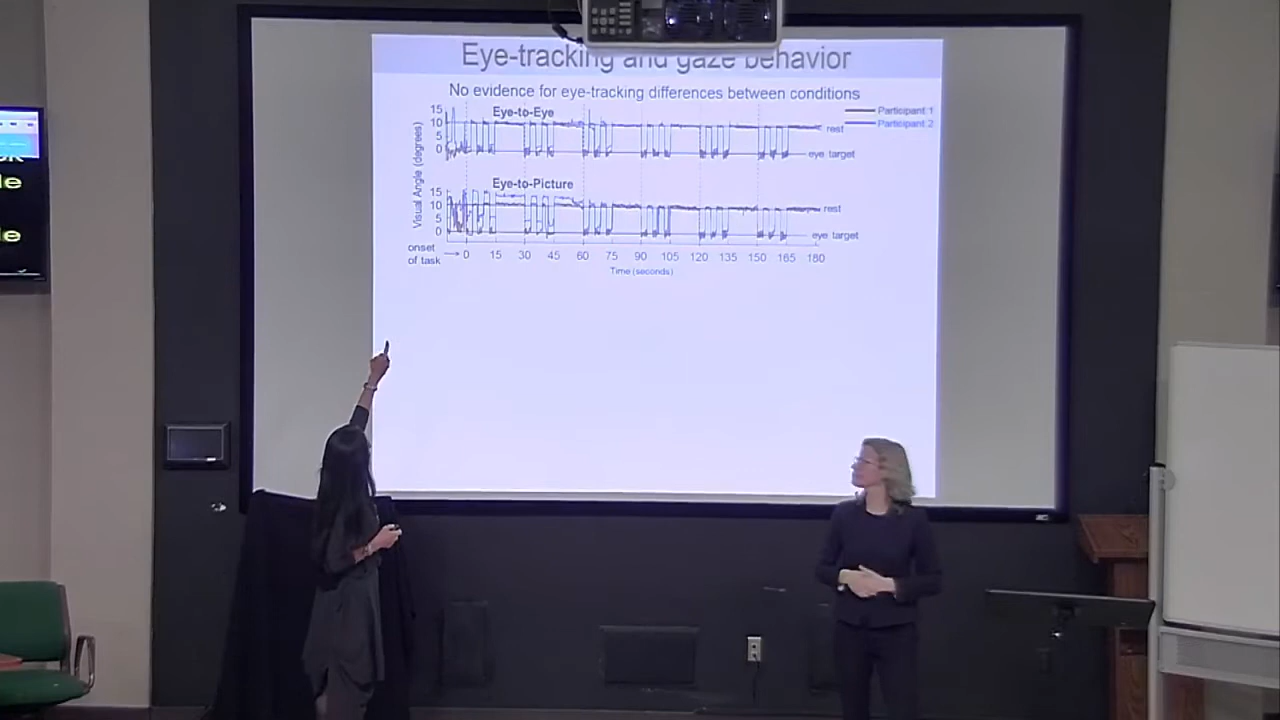 Eye-tracking and gaze behavior
No evidence for eye-tracking differences between conditions
Eye-to-Eye
Participant 1
Participant 2
15
10
5
0
rest
eye target
Visual Angle (degrees)
Eye-to-Picture
15
10
5
0
rest
eye target
onset
of task
0 15 30 45 60 75 90 105 120 135 150 165 180
Time (seconds)
le
le